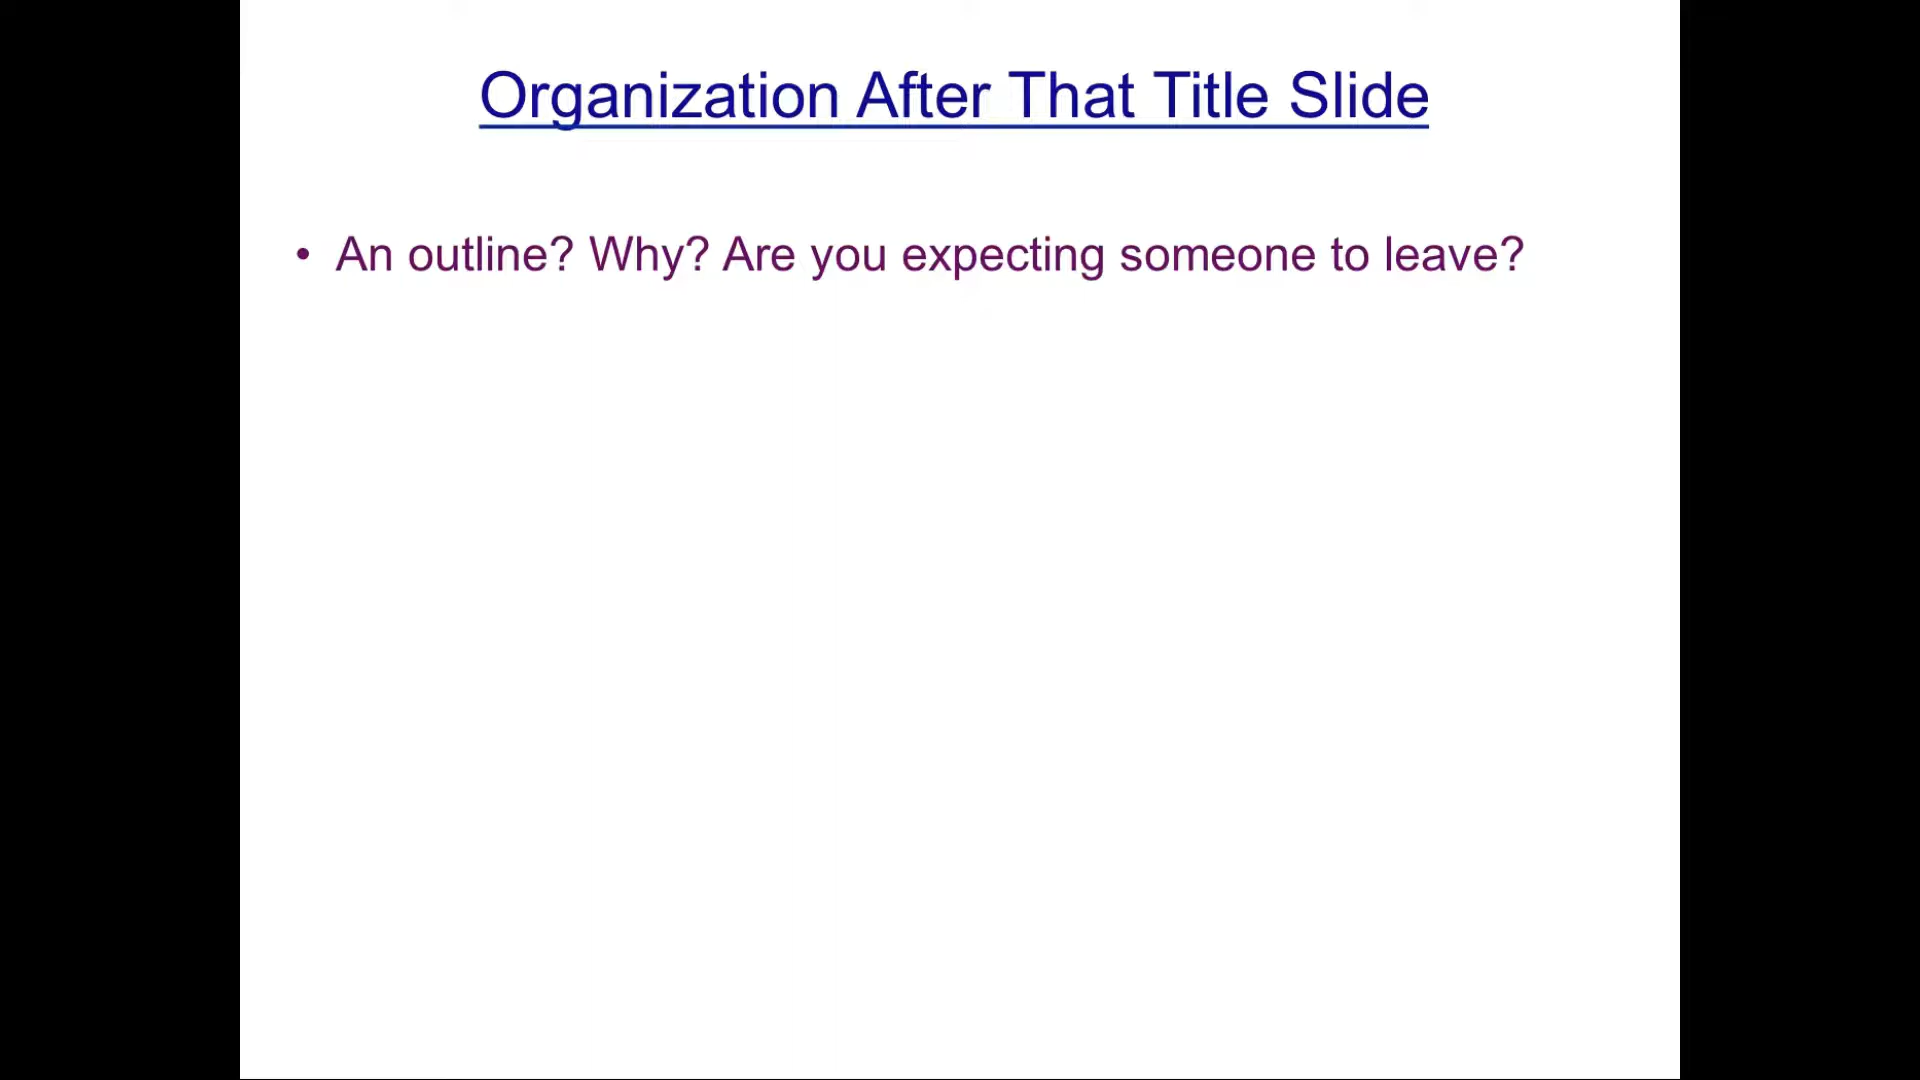 Organization After That Title Slide
• An outline? Why? Are you expecting someone to leave?